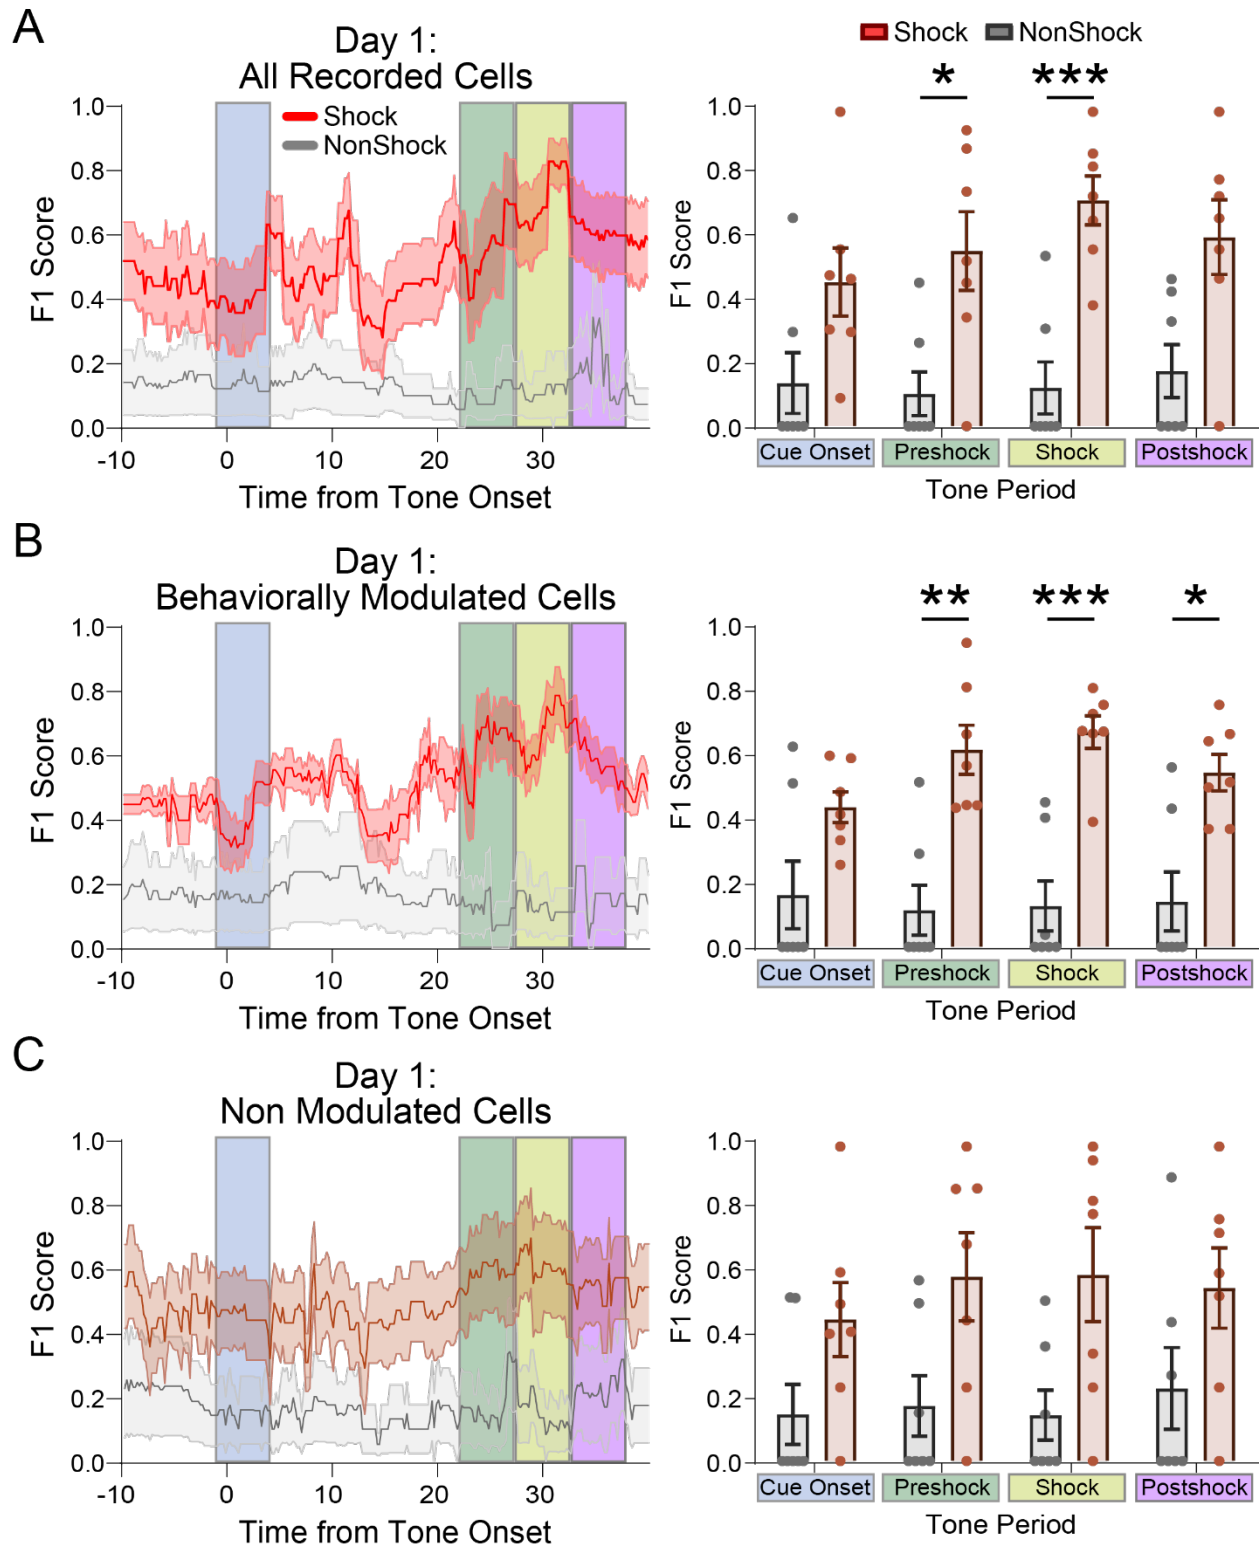 A
Day 1:
All Recorded Cells
Shock
NonShock
F1 Score
1.0
0.8
0.6
0.4
0.2
0.0
-10
0
10
20
30
Time from Tone Onset
Shock NonShock
* ***
F1 Score
1.0
0.8
0.6
0.4
0.2
0.0
Cue Onset Preshock Shock Postshock
Tone Period
B
Day 1:
Behaviorally Modulated Cells
F1 Score
1.0
0.8
0.6
0.4
0.2
0.0
-10
0
10
20
30
Time from Tone Onset
** *** *
F1 Score
1.0
0.8
0.6
0.4
0.2
0.0
Cue Onset Preshock Shock Postshock
Tone Period
C
Day 1:
Non Modulated Cells
F1 Score
1.0
0.8
0.6
0.4
0.2
0.0
-10
0
10
20
30
Time from Tone Onset
F1 Score
1.0
0.8
0.6
0.4
0.2
0.0
Cue Onset Preshock Shock Postshock
Tone Period